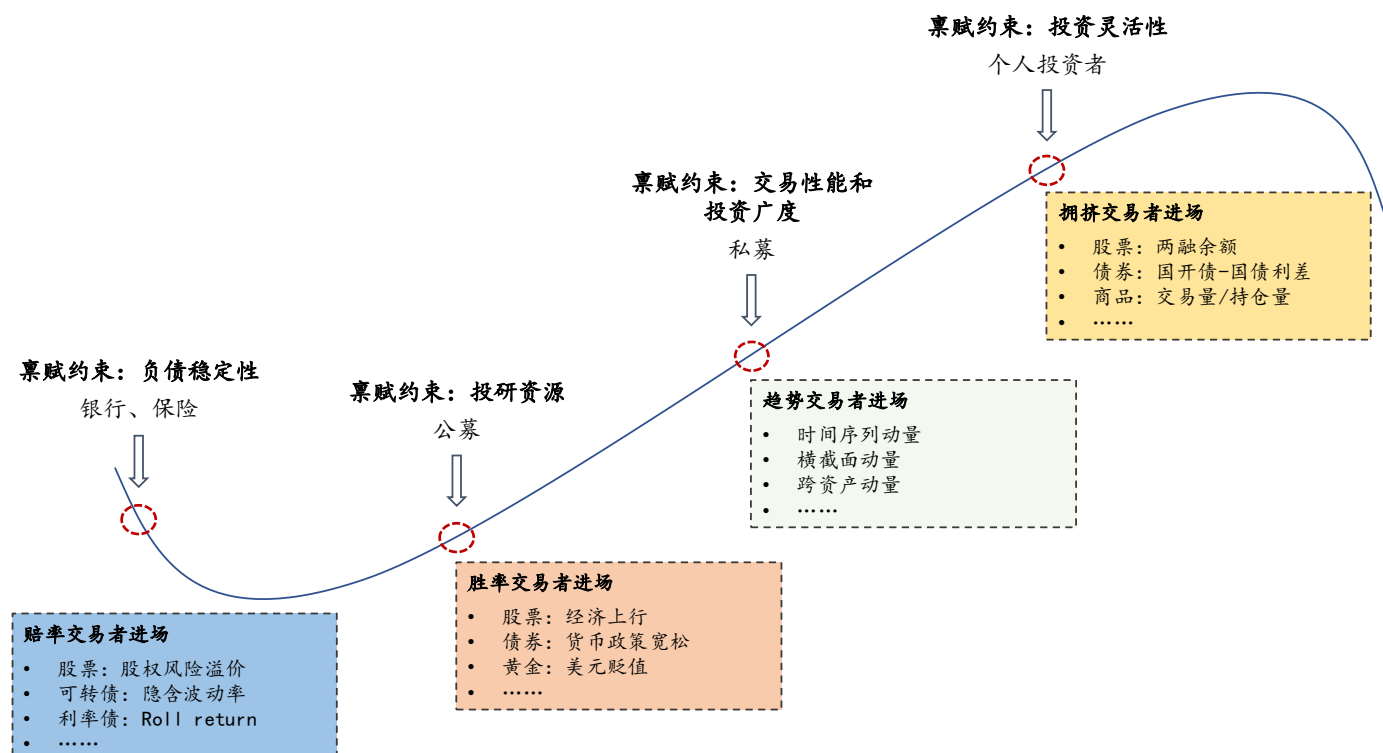 禀赋约束：投资灵活性
个人投资者
禀赋约束：交易性能和
投资广度
私募
禀赋约束：负债稳定性
银行、保险
禀赋约束：投研资源
公募
拥挤交易者进场
• 股票：两融余额
• 债券：国开债-国债利差
• 商品：交易量/持仓量
• ……
趋势交易者进场
• 时间序列动量
• 横截面动量
• 跨资产动量
• ……
胜率交易者进场
• 股票：经济上行
• 债券：货币政策宽松
• 黄金：美元贬值
• ……
赔率交易者进场
• 股票：股权风险溢价
• 可转债：隐含波动率
• 利率债：Roll return
• ……